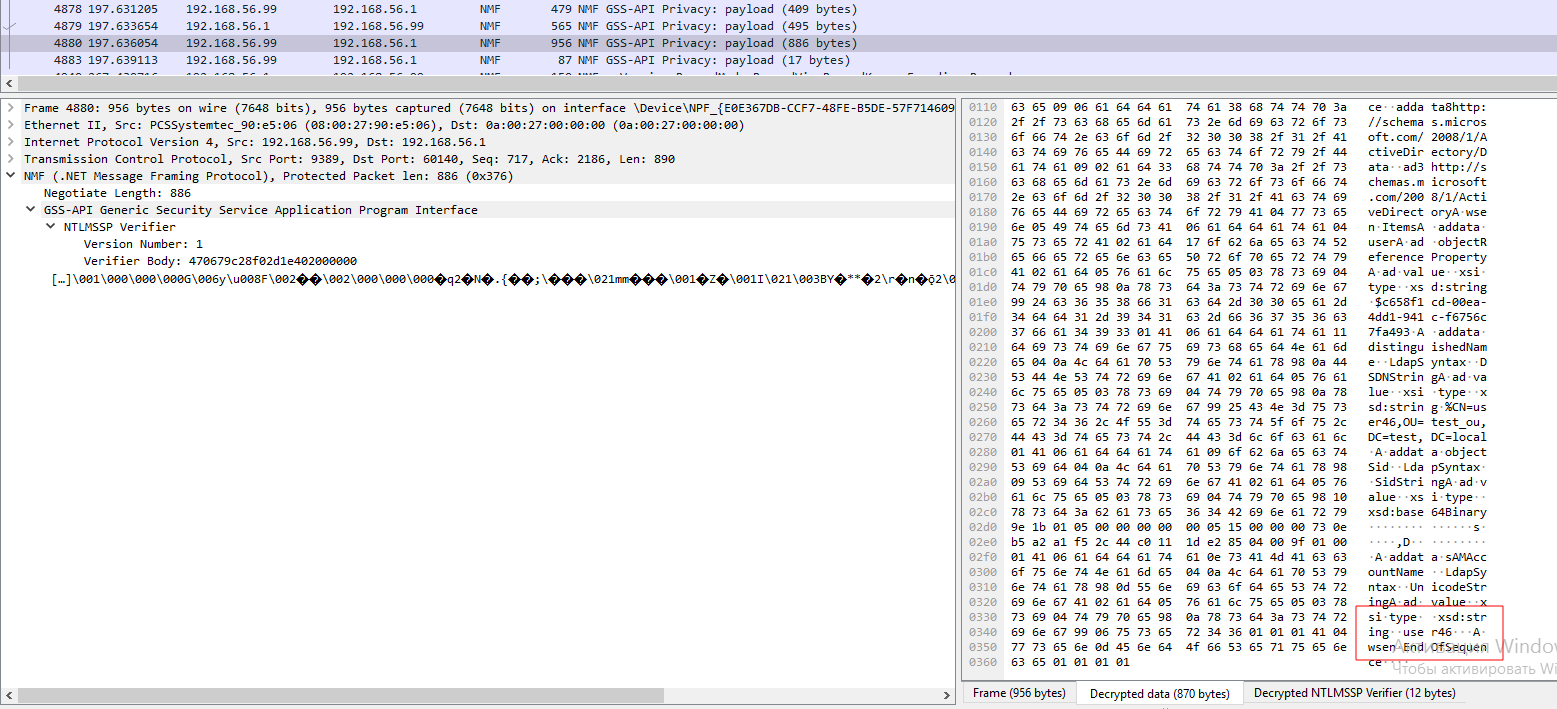 4878 197.631205 192.168.56.99 192.168.56.1 NMF 479 NMF GSS-API Privacy: payload (409 bytes)
4879 197.633654 192.168.56.1 192.168.56.99 NMF 565 NMF GSS-API Privacy: payload (495 bytes)
4880 197.636054 192.168.56.99 192.168.56.1 NMF 956 NMF GSS-API Privacy: payload (886 bytes)
4883 197.639113 192.168.56.99 192.168.56.1 NMF 87 NMF GSS-API Privacy: payload (17 bytes)
Frame 4880: 956 bytes on wire (7648 bits), 956 bytes captured (7648 bits) on interface \Device\NPF_{E0E367DB-CCF7-48FE-B5DE-57F714609
Ethernet II, Src: PCSSystemtec_90:e5:06 (08:00:27:90:e5:06), Dst: 0a:00:27:00:00:00 (0a:00:27:00:00:00)
Internet Protocol Version 4, Src: 192.168.56.99, Dst: 192.168.56.1
Transmission Control Protocol, Src Port: 9389, Dst Port: 60140, Seq: 717, Ack: 2186, Len: 890
NMF (.NET Message Framing Protocol), Protected Packet len: 886 (0x376)
Negotiate Length: 886
GSS-API Generic Security Service Application Program Interface
NTLMSSP Verifier
Version Number: 1
Verifier Body: 470679c28f02d1e402000000
[…]\001\000\000\000G\006y\u008F\002��\002\000\000\000�q2�N�.{��;\���\021mm���\001�Z�\001I\021\003BY�**�2\r�n�
0110 63 65 09 06 61 64 64 61 74 61 38 68 74 74 70 3a ce··adda ta8http:
0120 2f 2f 73 63 68 65 6d 61 73 2e 6d 69 63 72 6f 73 //schema s.micros
0130 6f 66 74 2e 63 6f 6d 2f 32 30 30 38 2f 31 2f 41 oft.com/ 2008/1/A
0140 63 74 69 76 65 44 69 72 65 63 74 6f 72 79 2f 44 ctiveDir ectory/D
0150 61 74 61 09 02 61 64 33 68 74 74 70 3a 2f 2f 73 ata··ad3 http://s
0160 63 68 65 6d 61 73 2e 6d 69 63 72 6f 73 6f 66 74 chemas.m icrosoft
0170 2e 63 6f 6d 2f 32 30 30 38 2f 31 2f 41 63 74 69 .com/200 8/1/Acti
0180 76 65 44 69 72 65 63 74 6f 72 79 41 04 77 73 65 veDirect oryA·wse
0190 6e 05 49 74 65 6d 73 41 06 61 64 64 61 74 61 04 n·ItemsA ·addata·
01a0 75 73 65 72 41 02 61 64 17 6f 62 6a 65 63 74 52 userA·ad ·objectR
01b0 65 66 65 72 65 6e 63 65 50 72 6f 70 65 72 74 79 eference Property
01c0 41 02 61 64 05 76 61 6c 75 65 05 03 78 73 69 04 A·ad·val ue··xsi·
01d0 74 79 70 65 98 0a 78 73 64 3a 73 74 72 69 6e 67 type··xs d:string
01e0 99 24 63 36 35 38 66 31 63 64 2d 30 30 65 61 2d ·$c658f1 cd-00ea-
01f0 34 64 64 31 2d 39 34 31 63 2d 66 36 37 35 36 63 4dd1-941 c-f6756c
0200 37 66 61 34 39 33 01 41 06 61 64 64 61 74 61 11 7fa493·A ·addata·
0210 64 69 73 74 69 6e 67 75 69 73 68 65 64 4e 61 6d distingu ishedNam
0220 65 04 0a 4c 64 61 70 53 79 6e 74 61 78 98 0a 44 e··LdapS yntax··D
0230 53 44 4e 53 74 72 69 6e 67 41 02 61 64 05 76 61 SDNStrin gA·ad·va
0240 6c 75 65 05 03 78 73 69 04 74 79 70 65 98 0a 78 lue··xsi ·type··x
0250 73 64 3a 73 74 72 69 6e 67 99 25 43 4e 3d 75 73 sd:strin g·%CN=us
0260 65 72 34 36 2c 4f 55 3d 74 65 73 74 5f 6f 75 2c er46,OU= test_ou,
0270 44 43 3d 74 65 73 74 2c 44 43 3d 6c 6f 63 61 6c DC=test, DC=local
0280 01 41 06 61 64 64 61 74 61 09 6f 62 6a 65 63 74 ·A·addat a·object
0290 53 69 64 04 0a 4c 64 61 70 53 79 6e 74 61 78 98 Sid··Lda pSyntax·
02a0 09 53 69 64 53 74 72 69 6e 67 41 02 61 64 05 76 ·SidStri ngA·ad·v
02b0 61 6c 75 65 05 03 78 73 69 04 74 79 70 65 98 10 alue··xs i·type··
02c0 78 73 64 3a 62 61 73 65 36 34 42 69 6e 61 72 79 xsd:base 64Binary
02d0 9e 1b 01 05 00 00 00 00 00 05 15 00 00 00 73 0e ········ ······s·
02e0 b5 a2 a1 f5 2c 44 c0 11 1d e2 85 04 00 9f 01 00 ····,D·· ········
02f0 01 41 06 61 64 64 61 74 61 0e 73 41 4d 41 63 63 ·A·addat a·sAMAcc
0300 6f 75 6e 74 4e 61 6d 65 04 0a 4c 64 61 70 53 79 ountName ··LdapSy
0310 6e 74 61 78 98 0d 55 6e 69 63 6f 64 65 53 74 72 ntax··Un icodeStr
0320 69 6e 67 41 02 61 64 05 76 61 6c 75 65 05 03 78 ingA·ad· value··x
0330 73 69 04 74 79 70 65 98 0a 78 73 64 3a 73 74 72 si·type· ·xsd:str
0340 69 6e 67 99 06 75 73 65 72 34 36 01 01 01 41 04 ing··use r46···A·
0350 77 73 65 6e 0d 45 6e 64 4f 66 53 65 71 75 65 6e wsen·End OfSequen
0360 63 65 01 01 01 01 ce····
Активация Windo
Чтобы активировать Wi
Frame (956 bytes) Decrypted data (870 bytes) Decrypted NTLMSSP Verifier (12 bytes)